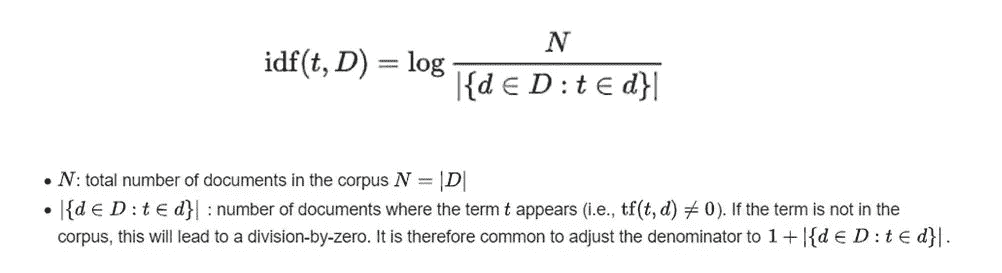 idf(t, D) = log N / |{d ∈ D : t ∈ d}|
• N: total number of documents in the corpus N = |D|
• |{d ∈ D : t ∈ d}| : number of documents where the term t appears (i.e., tf(t, d) ≠ 0). If the term is not in the
corpus, this will lead to a division-by-zero. It is therefore common to adjust the denominator to 1 + |{d ∈ D : t ∈ d}|.